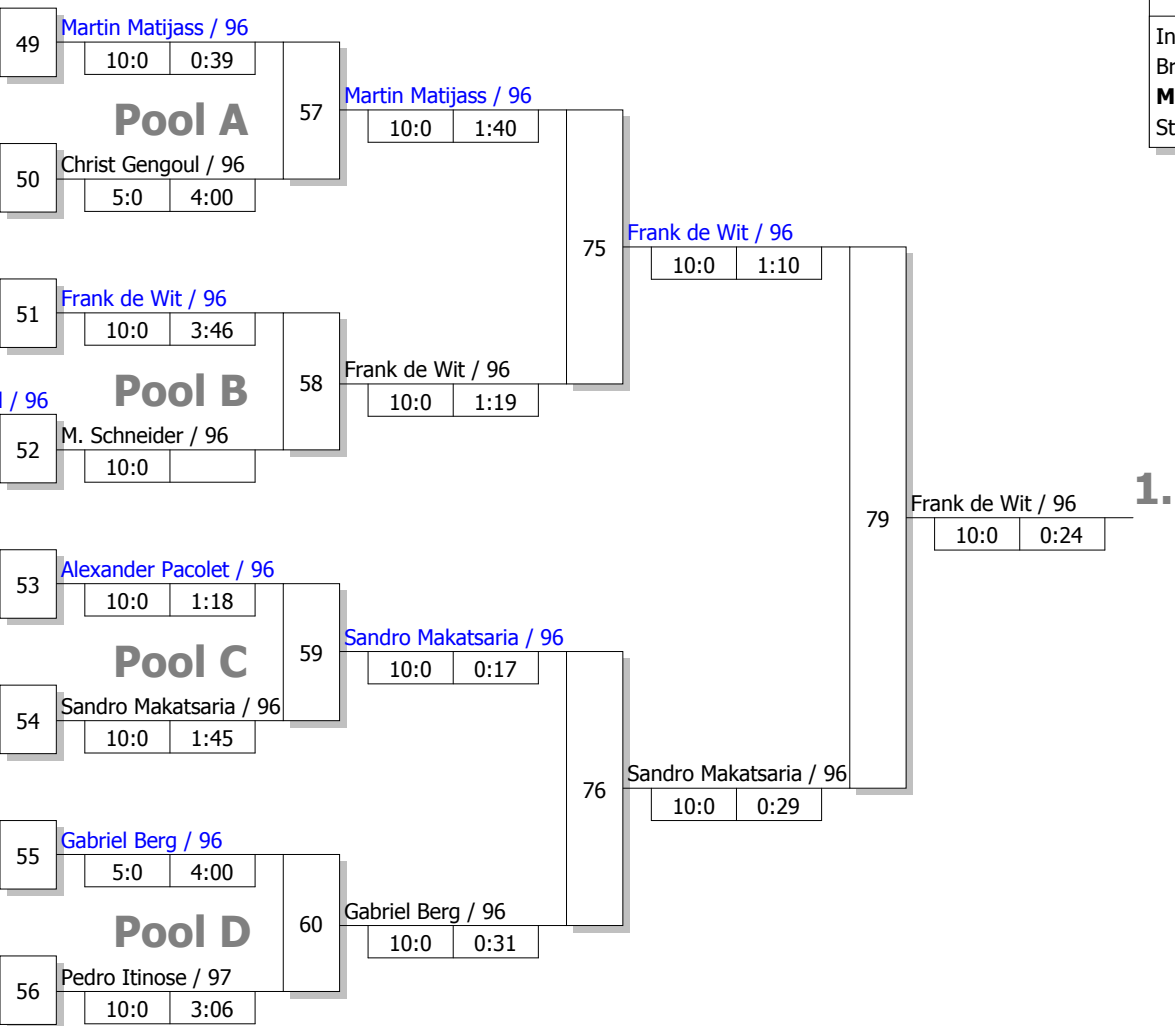 In
Br
M
St
49
Martin Matijass / 96
10:0 0:39
Pool A
57
Martin Matijass / 96
10:0 1:40
50
Christ Gengoul / 96
5:0 4:00
75
Frank de Wit / 96
10:0 1:10
51
Frank de Wit / 96
10:0 3:46
Pool B
58
Frank de Wit / 96
10:0 1:19
/ 96
52
M. Schneider / 96
10:0
79
Frank de Wit / 96
10:0 0:24
1.
53
Alexander Pacolet / 96
10:0 1:18
Pool C
59
Sandro Makatsaria / 96
10:0 0:17
54
Sandro Makatsaria / 96
10:0 1:45
76
Sandro Makatsaria / 96
10:0 0:29
55
Gabriel Berg / 96
5:0 4:00
Pool D
60
Gabriel Berg / 96
10:0 0:31
56
Pedro Itinose / 97
10:0 3:06